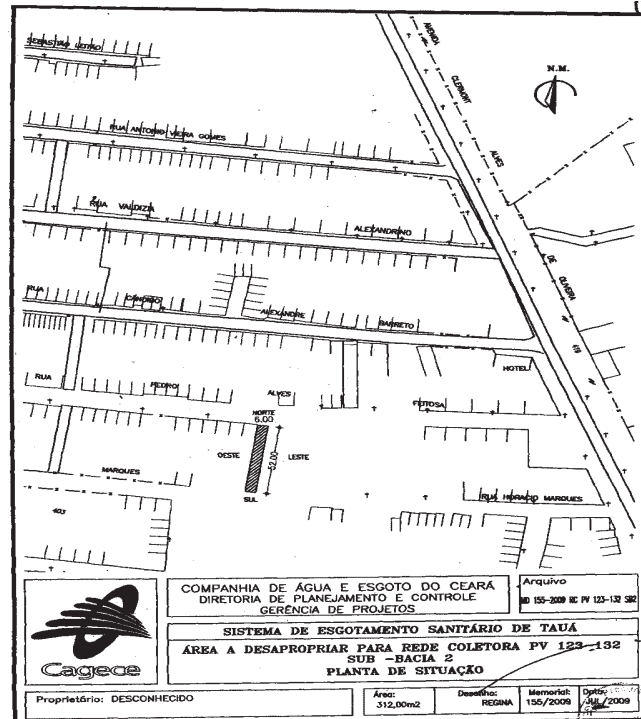 SEBASTIÃO LEITÃO
AVENIDA CLERMONT ALVES DE OLIVEIRA
N.M.
RUA ANTONIO VIEIRA GOMES
RUA VALDIZIA ALEXANDRINO
RUA CANDIDO ALEXANDRE BARRETO
HOTEL
RUA PEDRO ALVES FEITOSA
NORTE
6.00
OESTE
52.00
LESTE
SUL
MARQUES
RUA HORACIO MARQUES
403
Cagece
COMPANHIA DE ÁGUA E ESGOTO DO CEARÁ
DIRETORIA DE PLANEJAMENTO E CONTROLE
GERÊNCIA DE PROJETOS
Arquivo
MD 155-2009 RC PV 123-132 SB2
SISTEMA DE ESGOTAMENTO SANITÁRIO DE TAUÁ
ÁREA A DESAPROPRIAR PARA REDE COLETORA PV 123-132
SUB -BACIA 2
PLANTA DE SITUAÇÃO
Proprietário: DESCONHECIDO
Área:
312,00m2
Desenho:
REGINA
Memorial:
155/2009
Data:
JUL/2009